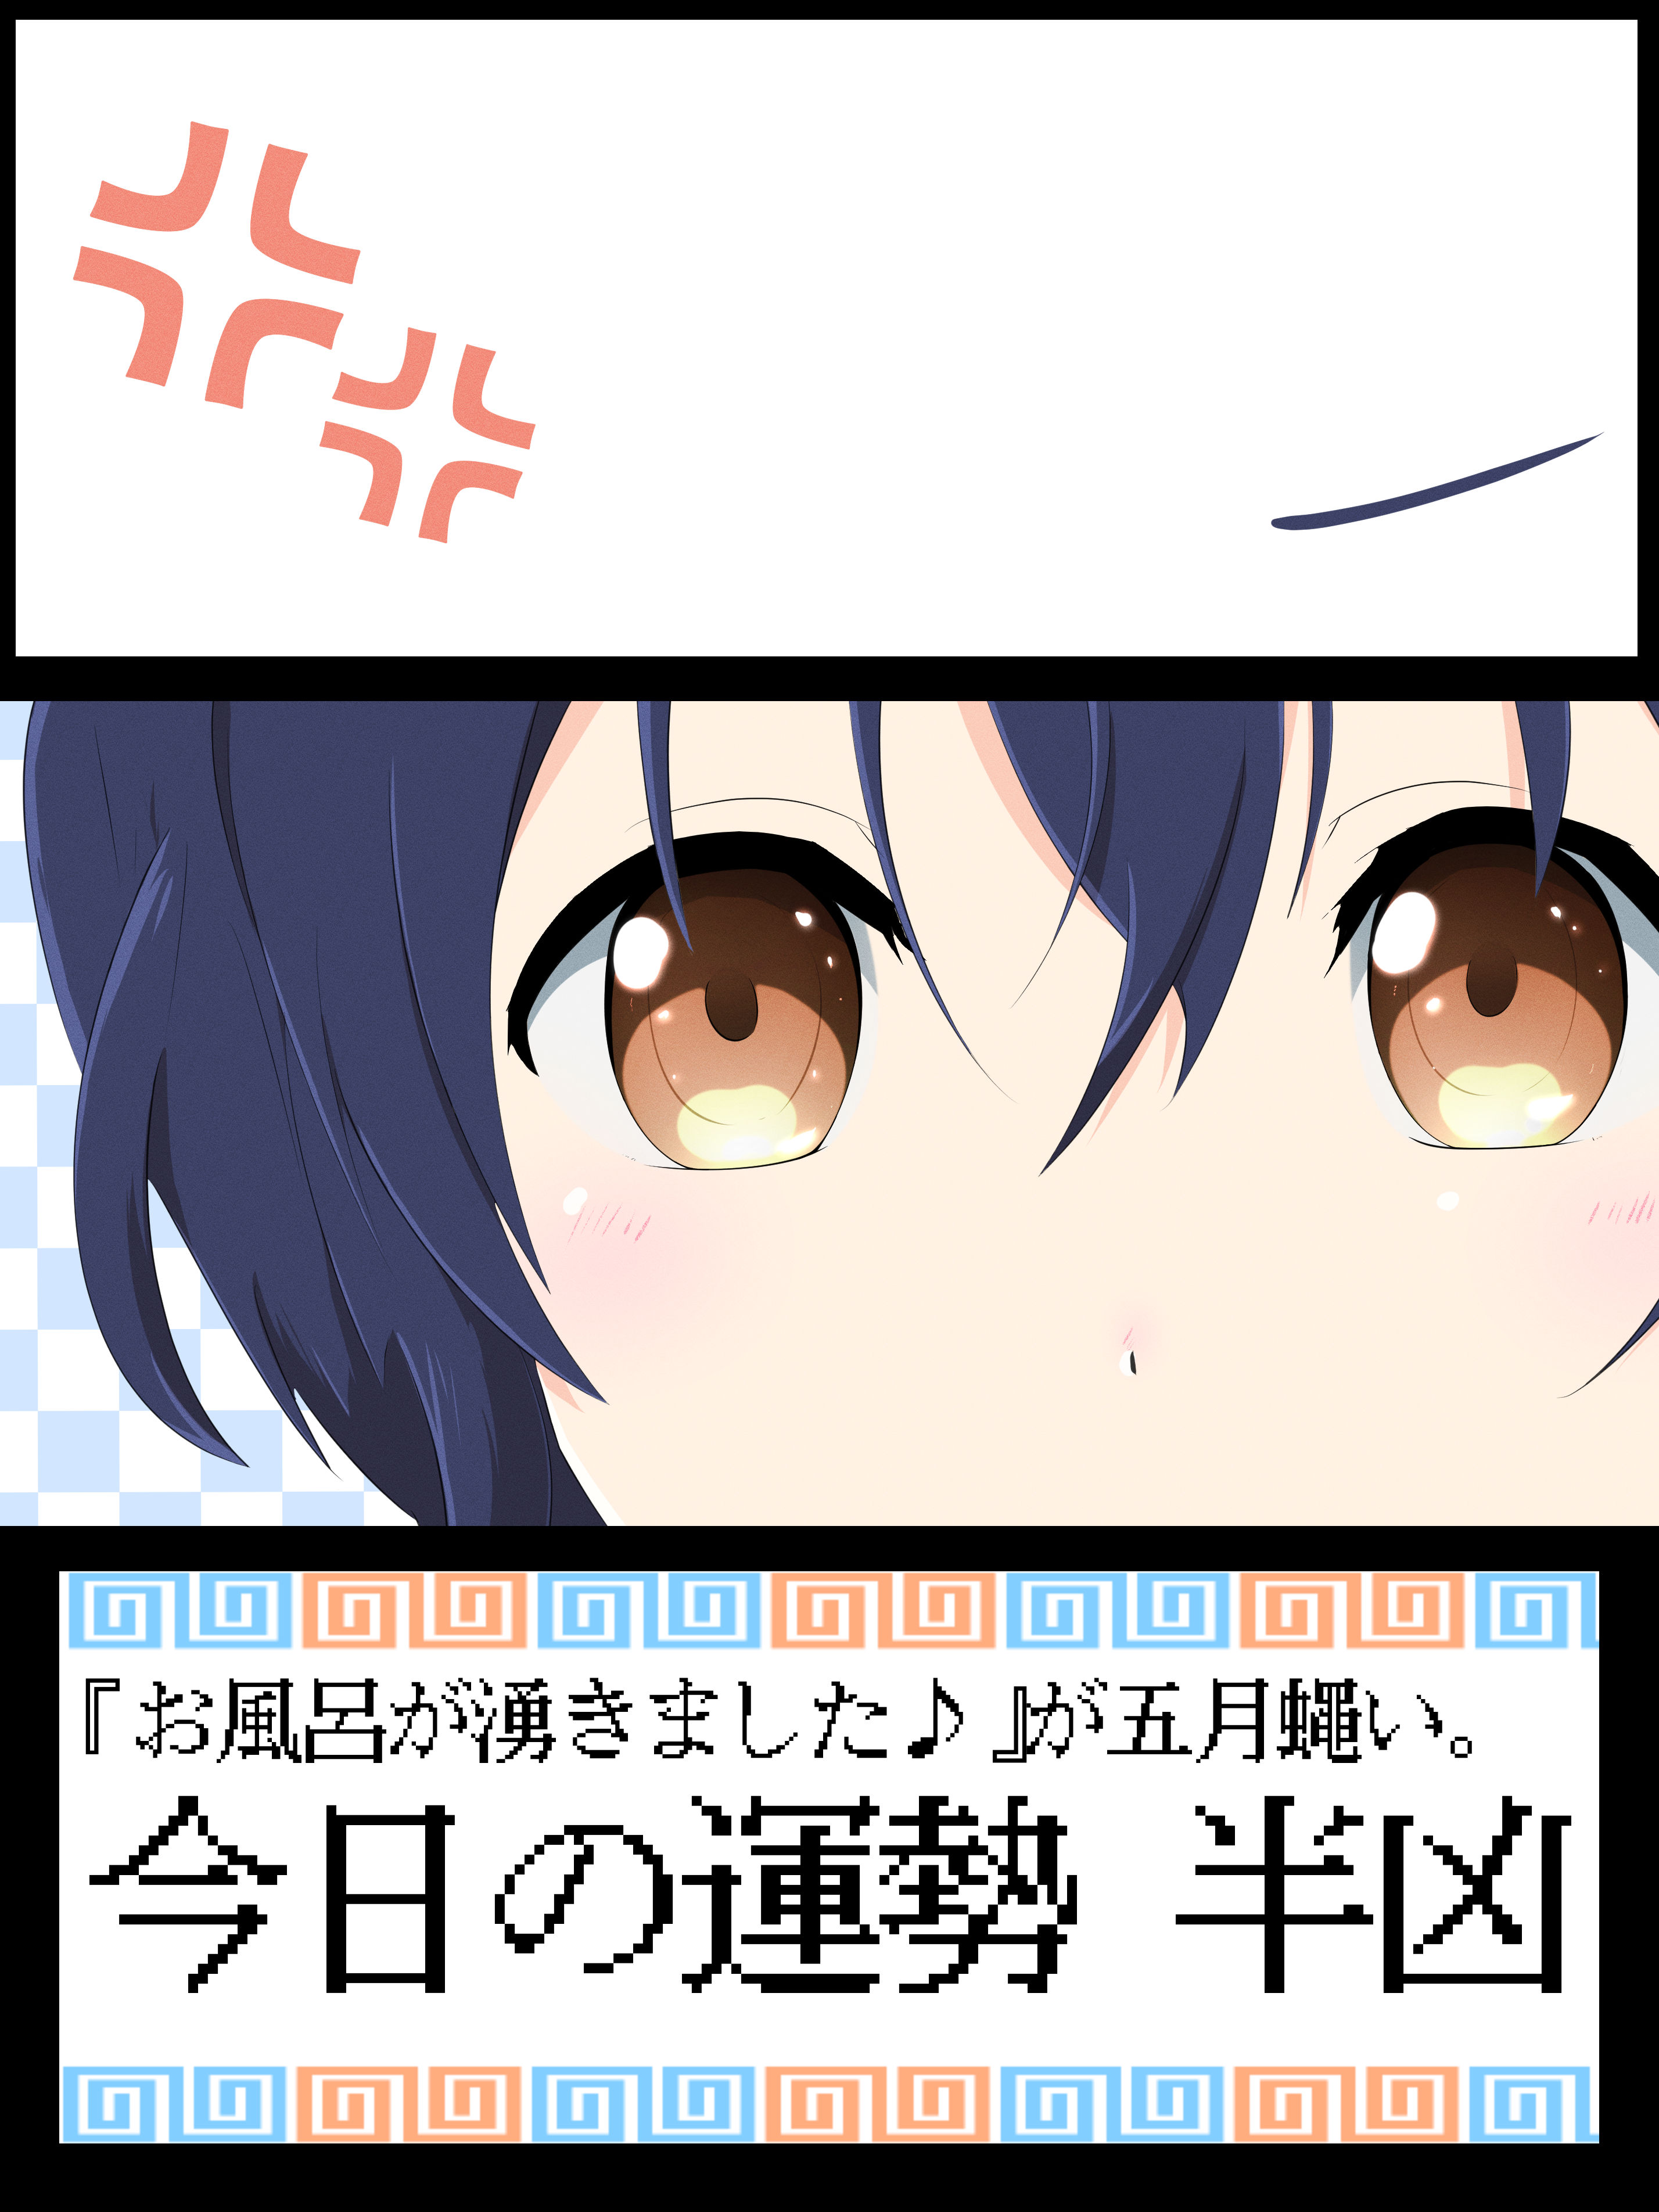 『お風呂が湧きました♪』が五月蝿い。
今日の運勢　半凶